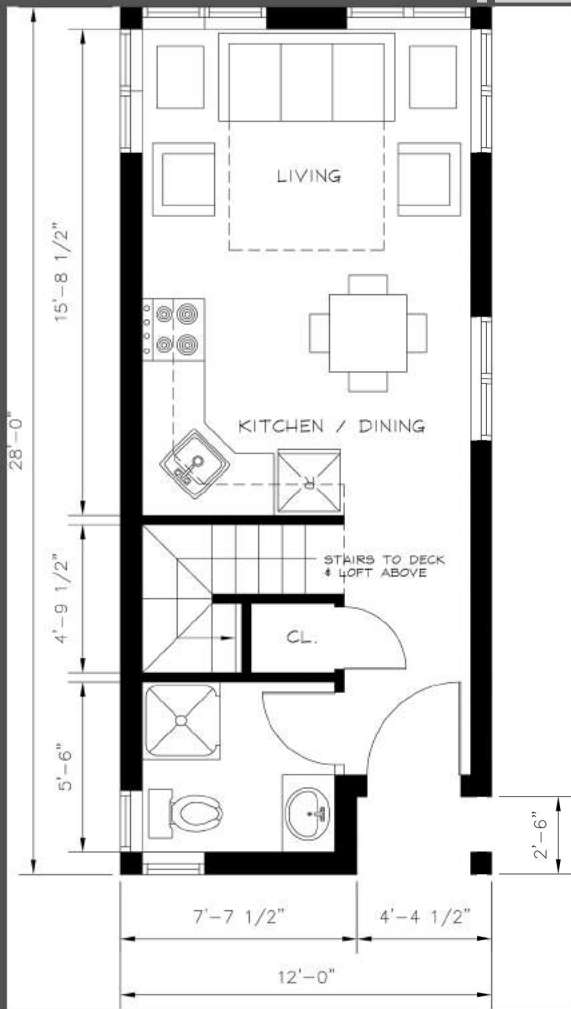 LIVING
15'-8 1/2"
28'-0"
KITCHEN / DINING
R
STAIRS TO DECK
& LOFT ABOVE
4'-9 1/2"
CL.
5'-6"
2'-6"
7'-7 1/2"
4'-4 1/2"
12'-0"